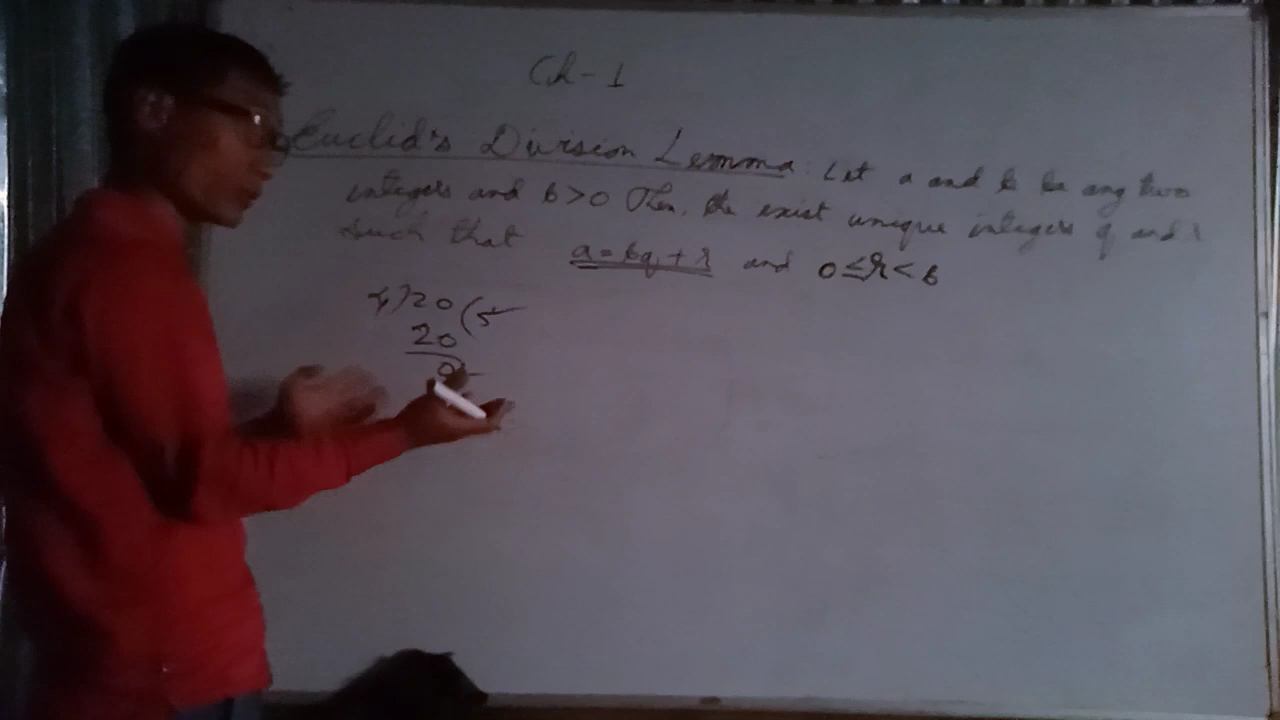 Ch-1
Euclid's Division Lemma: Let a and b be any two
integers and b>0 Then, the exist unique integers q and r
such that a=bq+r and 0≤r<b
4)20(5
20
0